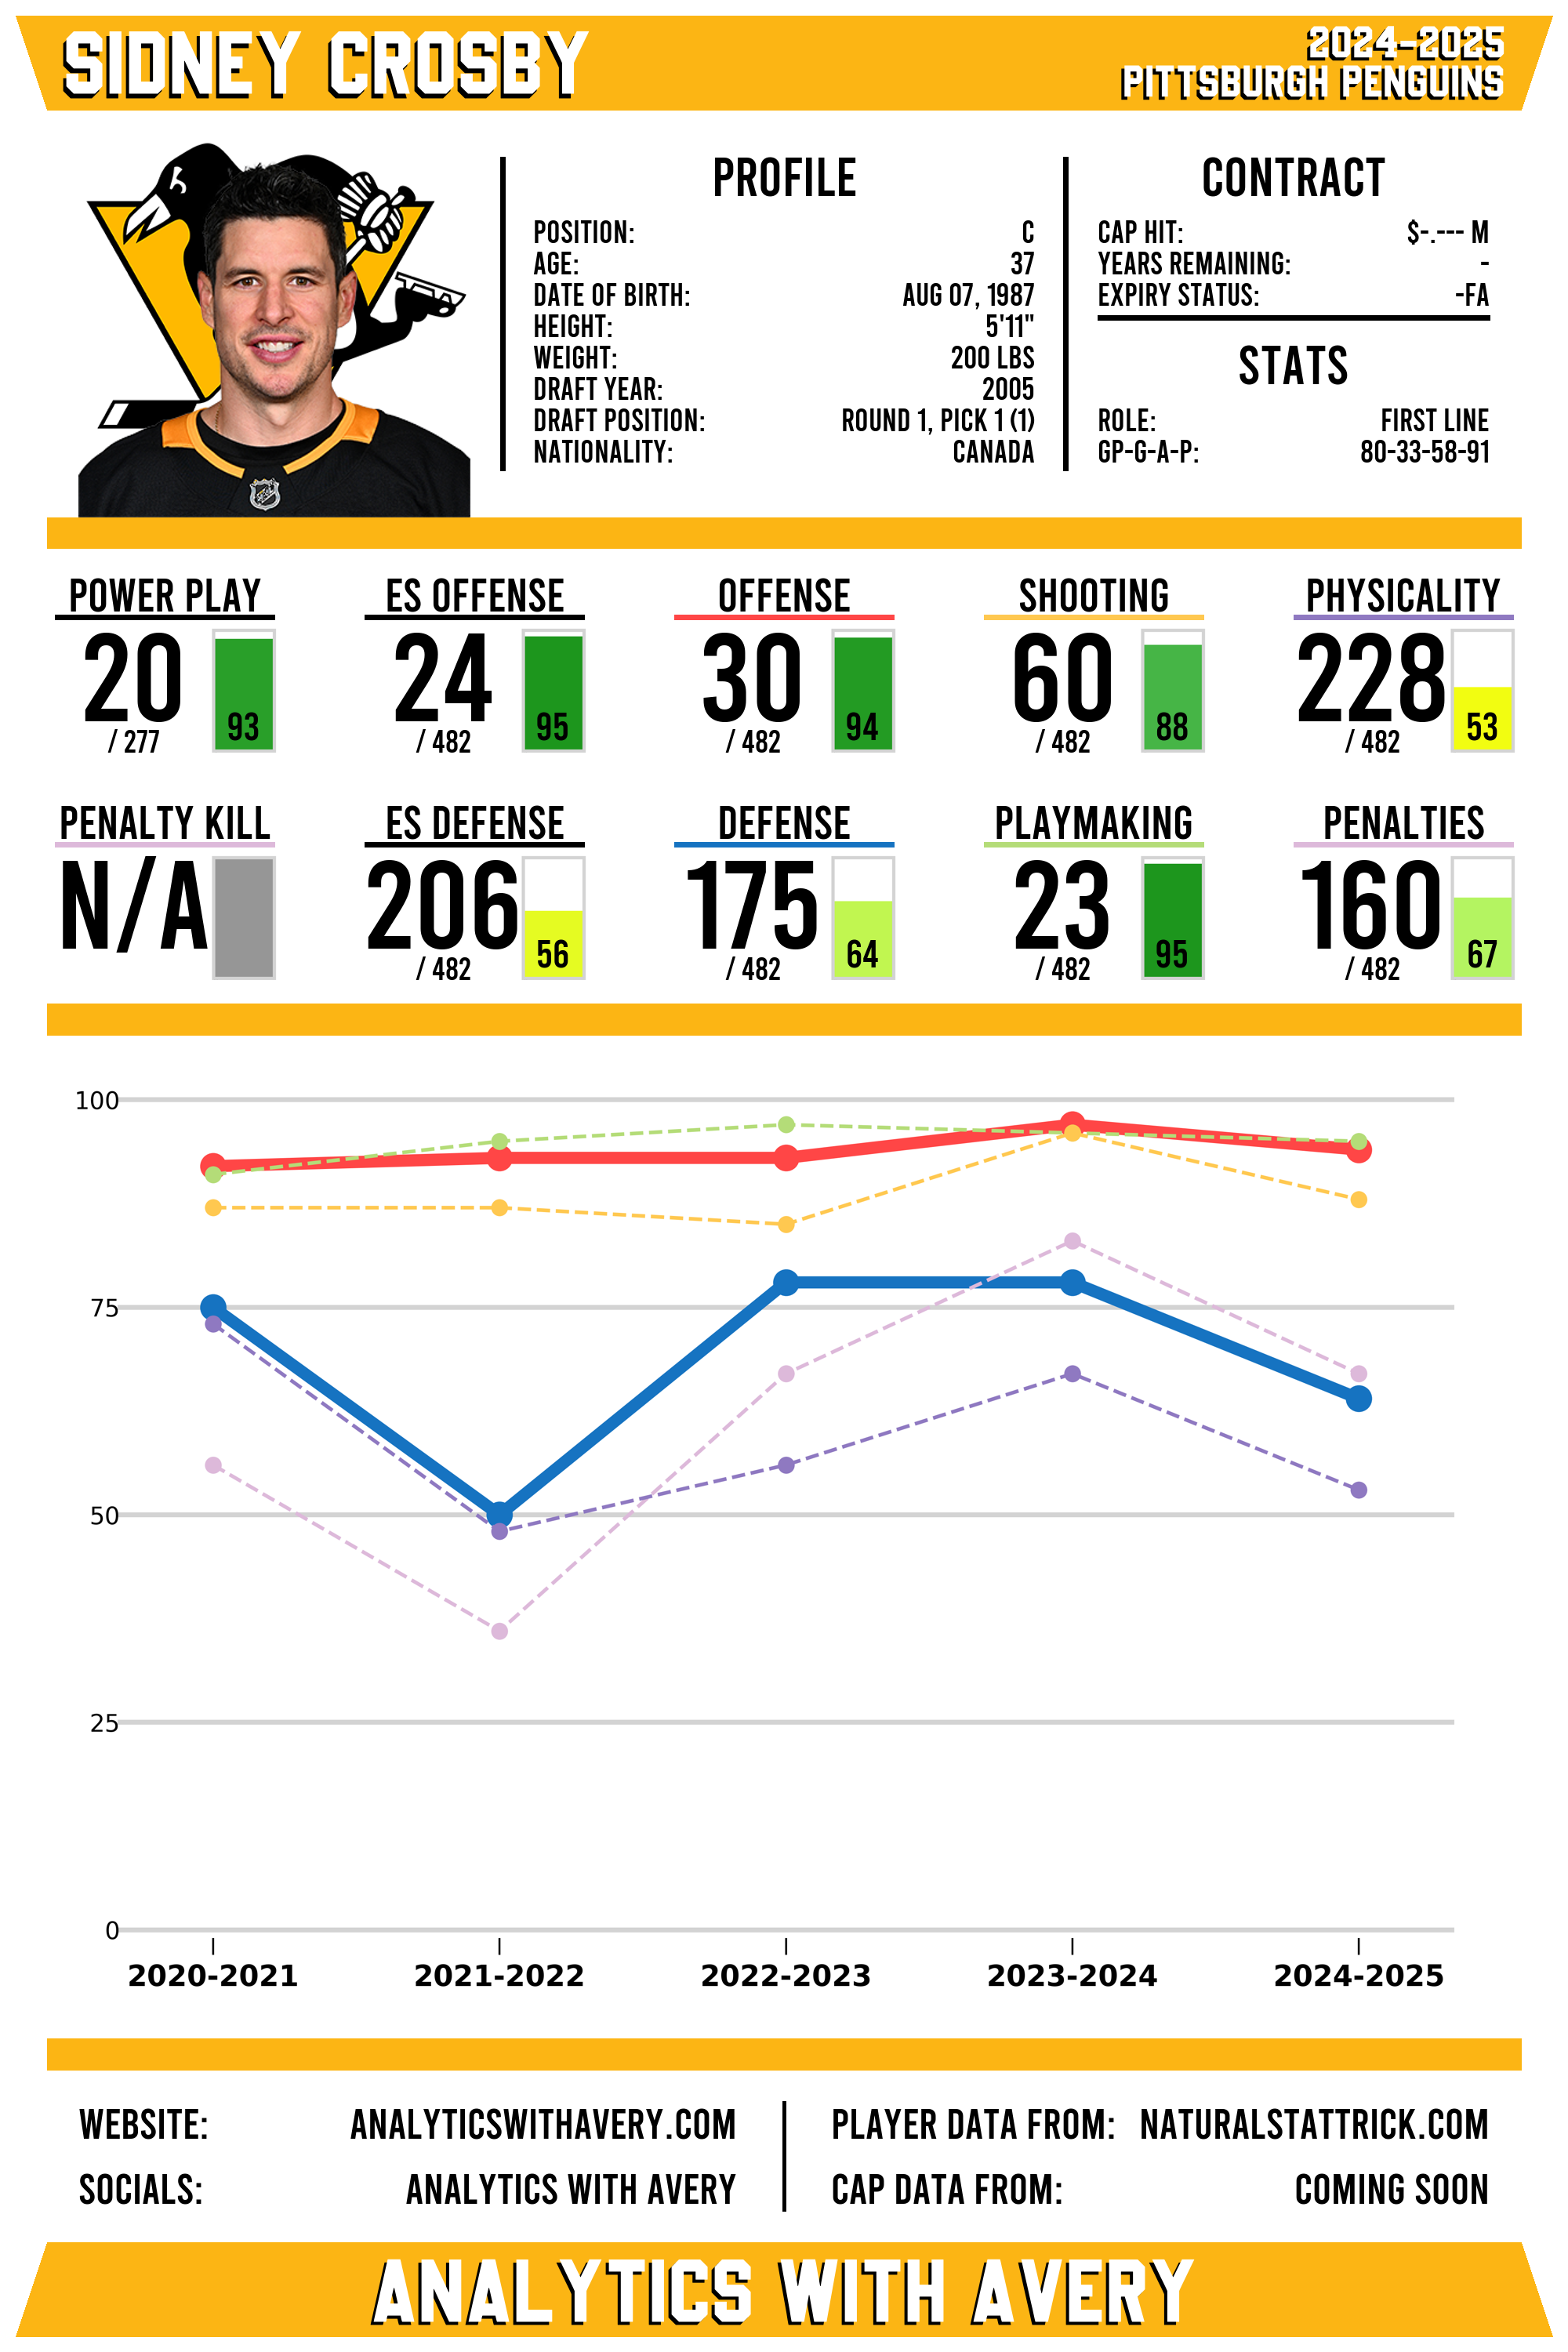 SIDNEY CROSBY
2024-2025
PITTSBURGH PENGUINS
PROFILE
POSITION: C
AGE: 37
DATE OF BIRTH: AUG 07, 1987
HEIGHT: 5'11"
WEIGHT: 200 LBS
DRAFT YEAR: 2005
DRAFT POSITION: ROUND 1, PICK 1 (1)
NATIONALITY: CANADA
CONTRACT
CAP HIT: $-.--- M
YEARS REMAINING: -
EXPIRY STATUS: -FA
STATS
ROLE: FIRST LINE
GP-G-A-P: 80-33-58-91
POWER PLAY
20
/ 277
93
ES OFFENSE
24
/ 482
95
OFFENSE
30
/ 482
94
SHOOTING
60
/ 482
88
PHYSICALITY
228
/ 482
53
PENALTY KILL
N/A
ES DEFENSE
206
/ 482
56
DEFENSE
175
/ 482
64
PLAYMAKING
23
/ 482
95
PENALTIES
160
/ 482
67
100
75
50
25
0
2020-2021 2021-2022 2022-2023 2023-2024 2024-2025
WEBSITE: ANALYTICSWITHAVERY.COM
SOCIALS: ANALYTICS WITH AVERY
PLAYER DATA FROM: NATURALSTATTRICK.COM
CAP DATA FROM: COMING SOON
ANALYTICS WITH AVERY